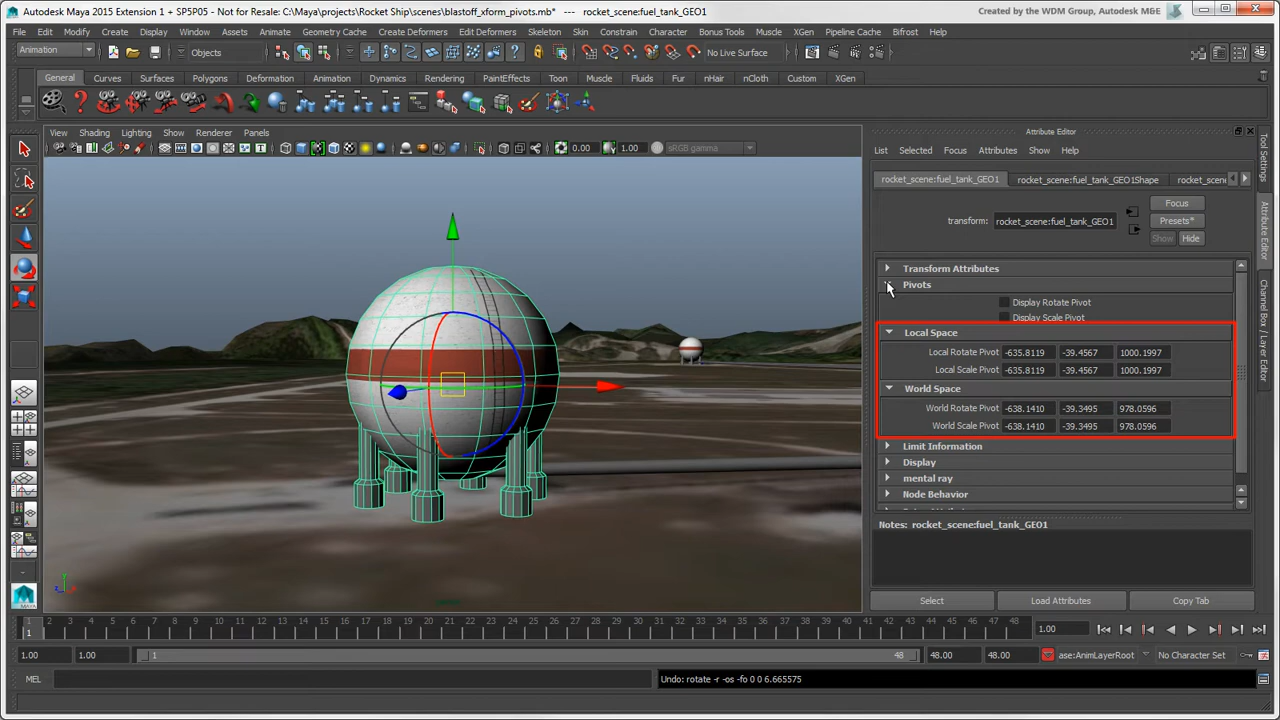 Autodesk Maya 2015 Extension 1 + SP5P05 - Not for Resale: C:\Maya\projects\Rocket Ship\scenes\blastoff_xform_pivots.mb* --- rocket_scene:fuel_tank_GEO1
Created by the WDM Group, Autodesk M&E
File Edit Modify Create Display Window Assets Animate Geometry Cache Create Deformers Edit Deformers Skeleton Skin Constrain Character Bonus Tools Muscle XGen Pipeline Cache Bifrost Help
Animation Objects No Live Surface
General Curves Surfaces Polygons Deformation Animation Dynamics Rendering PaintEffects Toon Muscle Fluids Fur nHair nCloth Custom XGen
View Shading Lighting Show Renderer Panels
0.00 1.00 sRGB gamma
Attribute Editor
List Selected Focus Attributes Show Help
rocket_scene:fuel_tank_GEO1 rocket_scene:fuel_tank_GEO1Shape rocket_scen
Focus
transform: rocket_scene:fuel_tank_GEO1 Presets*
Show Hide
Transform Attributes
Pivots
Display Rotate Pivot
Display Scale Pivot
Local Space
Local Rotate Pivot -635.8119 -39.4567 1000.1997
Local Scale Pivot -635.8119 -39.4567 1000.1997
World Space
World Rotate Pivot -638.1410 -39.3495 978.0596
World Scale Pivot -638.1410 -39.3495 978.0596
Limit Information
Display
mental ray
Node Behavior
Notes: rocket_scene:fuel_tank_GEO1
Select Load Attributes Copy Tab
Tool Settings
Attribute Editor
Channel Box / Layer Editor
1 2 3 4 5 6 7 8 9 10 11 12 13 14 15 16 17 18 19 20 21 22 23 24 25 26 27 28 29 30 31 32 33 34 35 36 37 38 39 40 41 42 43 44 45 46 47 48
1 1.00
1.00 1.00 1 48 48.00 48.00 ase:AnimLayerRoot No Character Set
MEL Undo: rotate -r -os -fo 0 0 6.665575